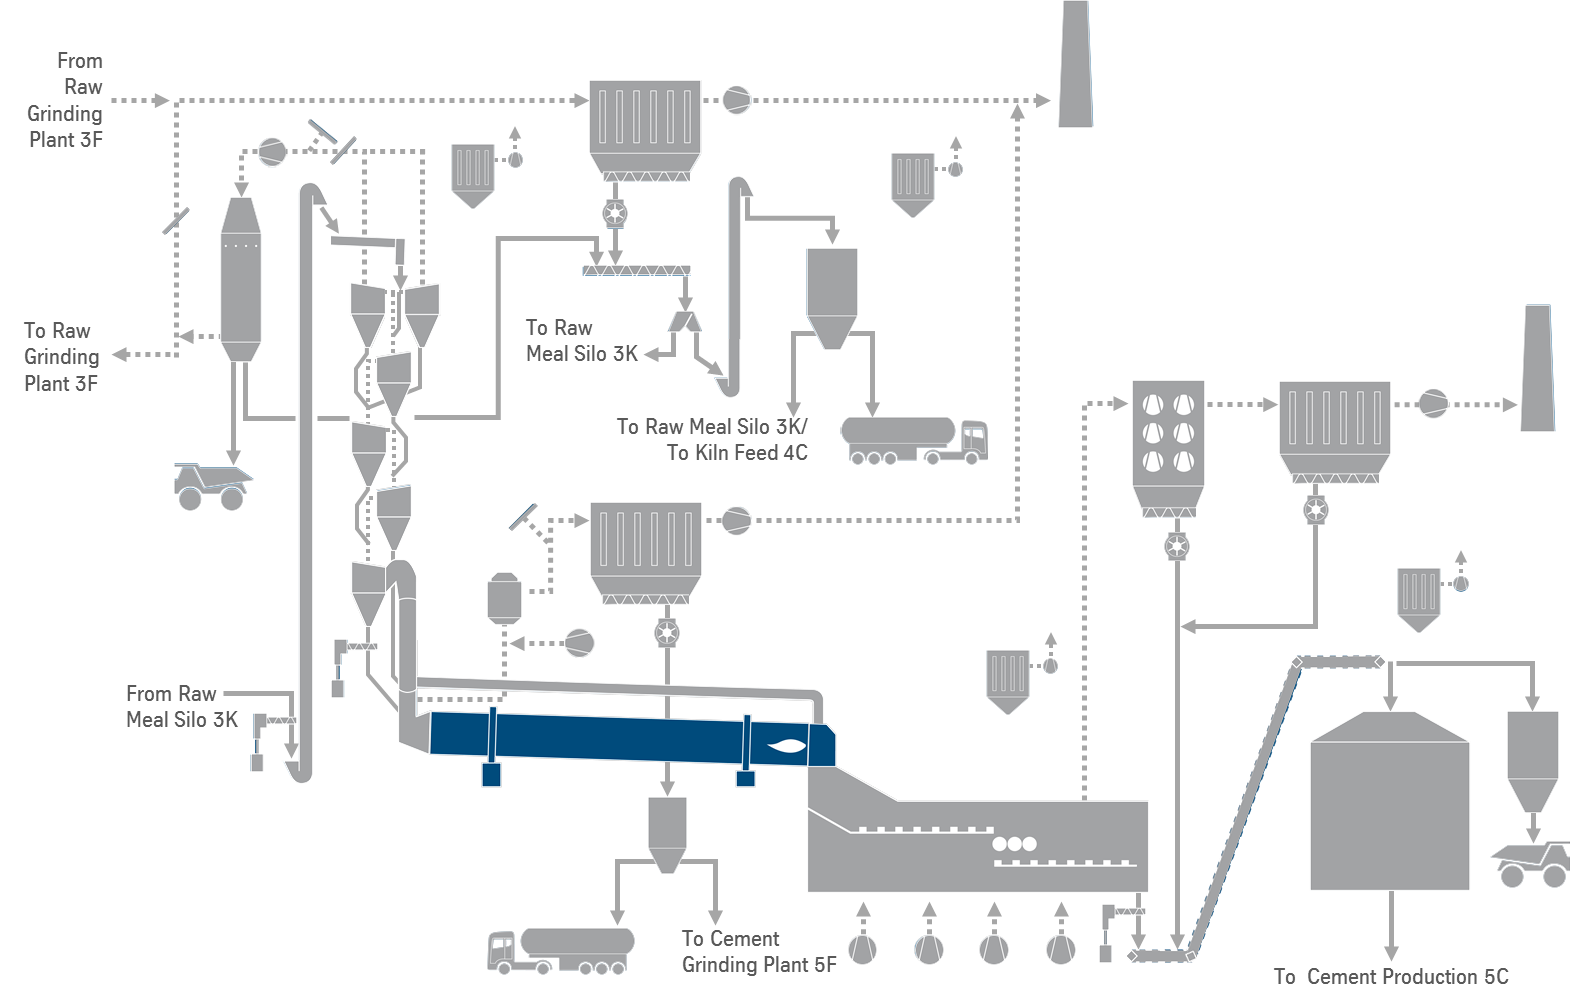 From
Raw
Grinding
Plant 3F
To Raw
Grinding
Plant 3F
To Raw
Meal Silo 3K
To Raw Meal Silo 3K/
To Kiln Feed 4C
From Raw
Meal Silo 3K
To Cement
Grinding Plant 5F
To Cement Production 5C